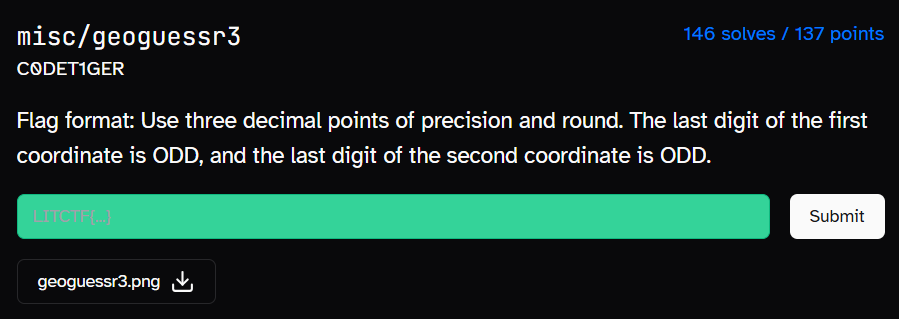 misc/geoguessr3
146 solves / 137 points
C0DET1GER
Flag format: Use three decimal points of precision and round. The last digit of the first
coordinate is ODD, and the last digit of the second coordinate is ODD.
LITCTF{...}
Submit
geoguessr3.png